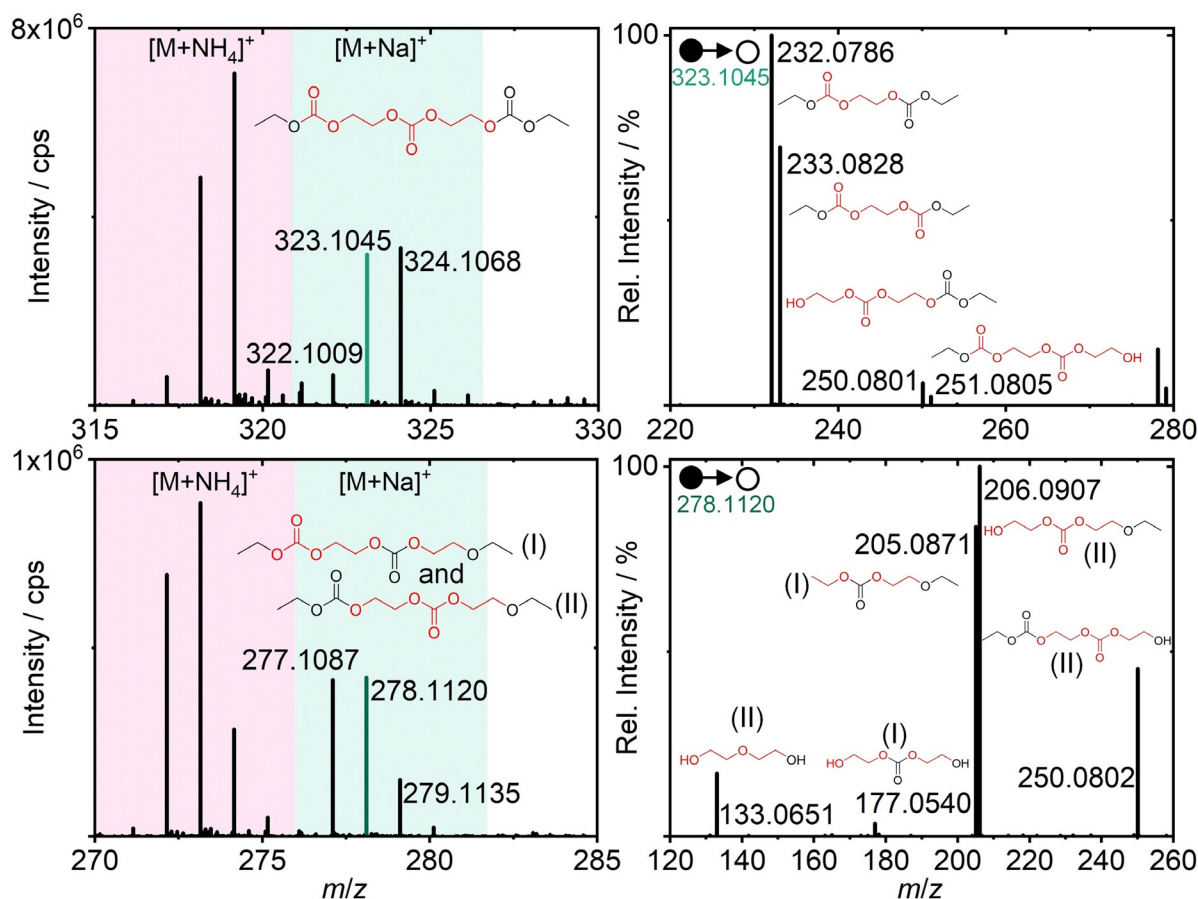 8x10⁶
[M+NH₄]⁺
[M+Na]⁺
O
O
O
O
O
O
O
O
O
323.1045
324.1068
322.1009
Intensity / cps
315
320
325
330
100
323.1045
232.0786
O
O
O
O
O
O
233.0828
O
O
O
O
O
O
HO
O
O
O
O
O
O
O
O
O
O
O
O
OH
250.0801
251.0805
Rel. Intensity / %
220
240
260
280
1x10⁶
[M+NH₄]⁺
[M+Na]⁺
O
O
O
O
O
O
O
(I)
and
O
O
O
O
O
O
O
(II)
277.1087
278.1120
279.1135
Intensity / cps
270
275
280
285
m/z
100
278.1120
206.0907
HO
O
O
O
O
(II)
205.0871
(I)
O
O
O
O
O
O
O
O
O
O
OH
(II)
(II)
HO
O
OH
(I)
HO
O
O
O
OH
133.0651
177.0540
250.0802
Rel. Intensity / %
120
140
160
180
200
220
240
260
m/z